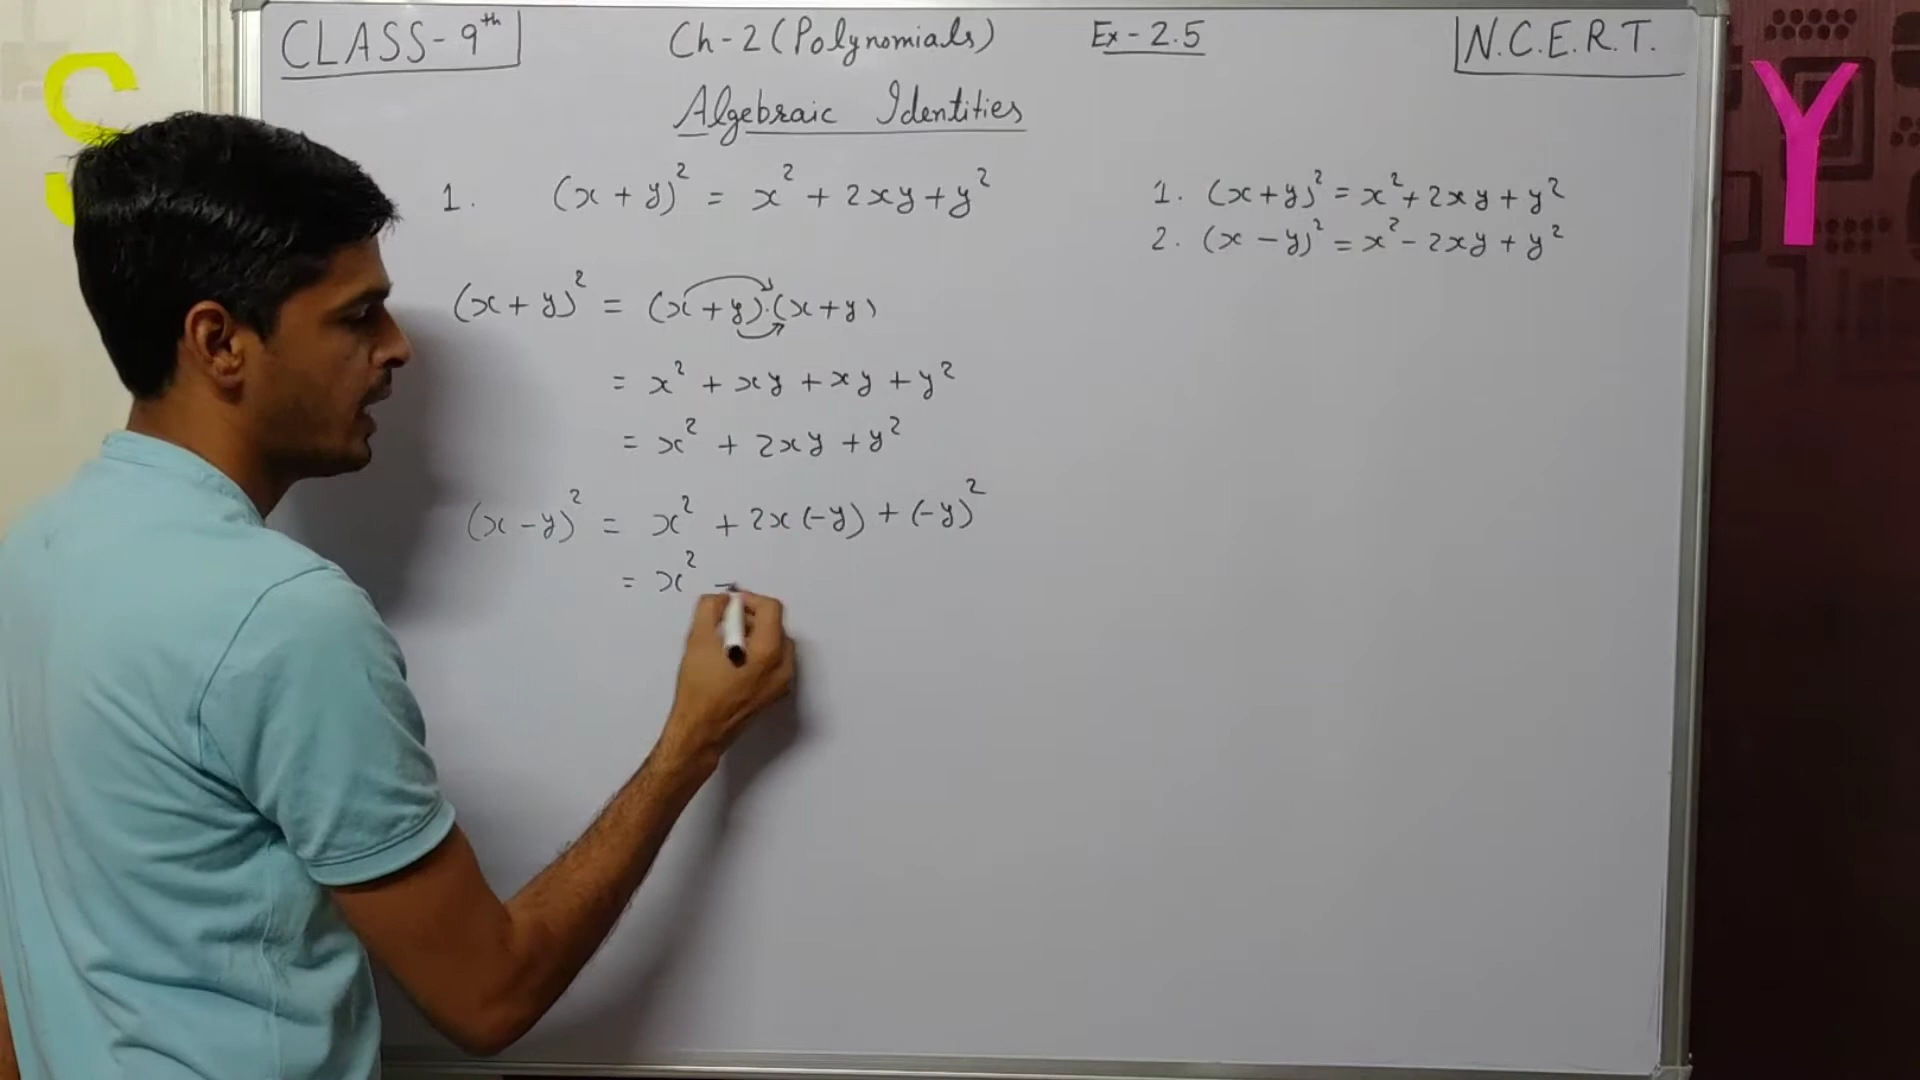 CLASS-9th Ch-2 (Polynomials) Ex-2.5 N.C.E.R.T.
Algebraic Identities
S
Y
1. (x+y)² = x² + 2xy + y²
1. (x+y)² = x² + 2xy + y²
2. (x-y)² = x² - 2xy + y²
(x+y)² = (x+y).(x+y)
= x² + xy + xy + y²
= x² + 2xy + y²
(x-y)² = x² + 2x(-y) + (-y)²
= x² -